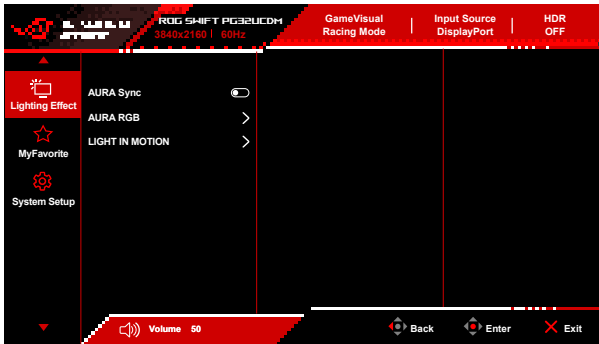 ROG SWIFT PG32UCDM
3840x2160 | 60Hz
GameVisual
Racing Mode
Input Source
DisplayPort
HDR
OFF
Lighting Effect
MyFavorite
System Setup
AURA Sync
AURA RGB
LIGHT IN MOTION
Volume 50
Back
Enter
Exit